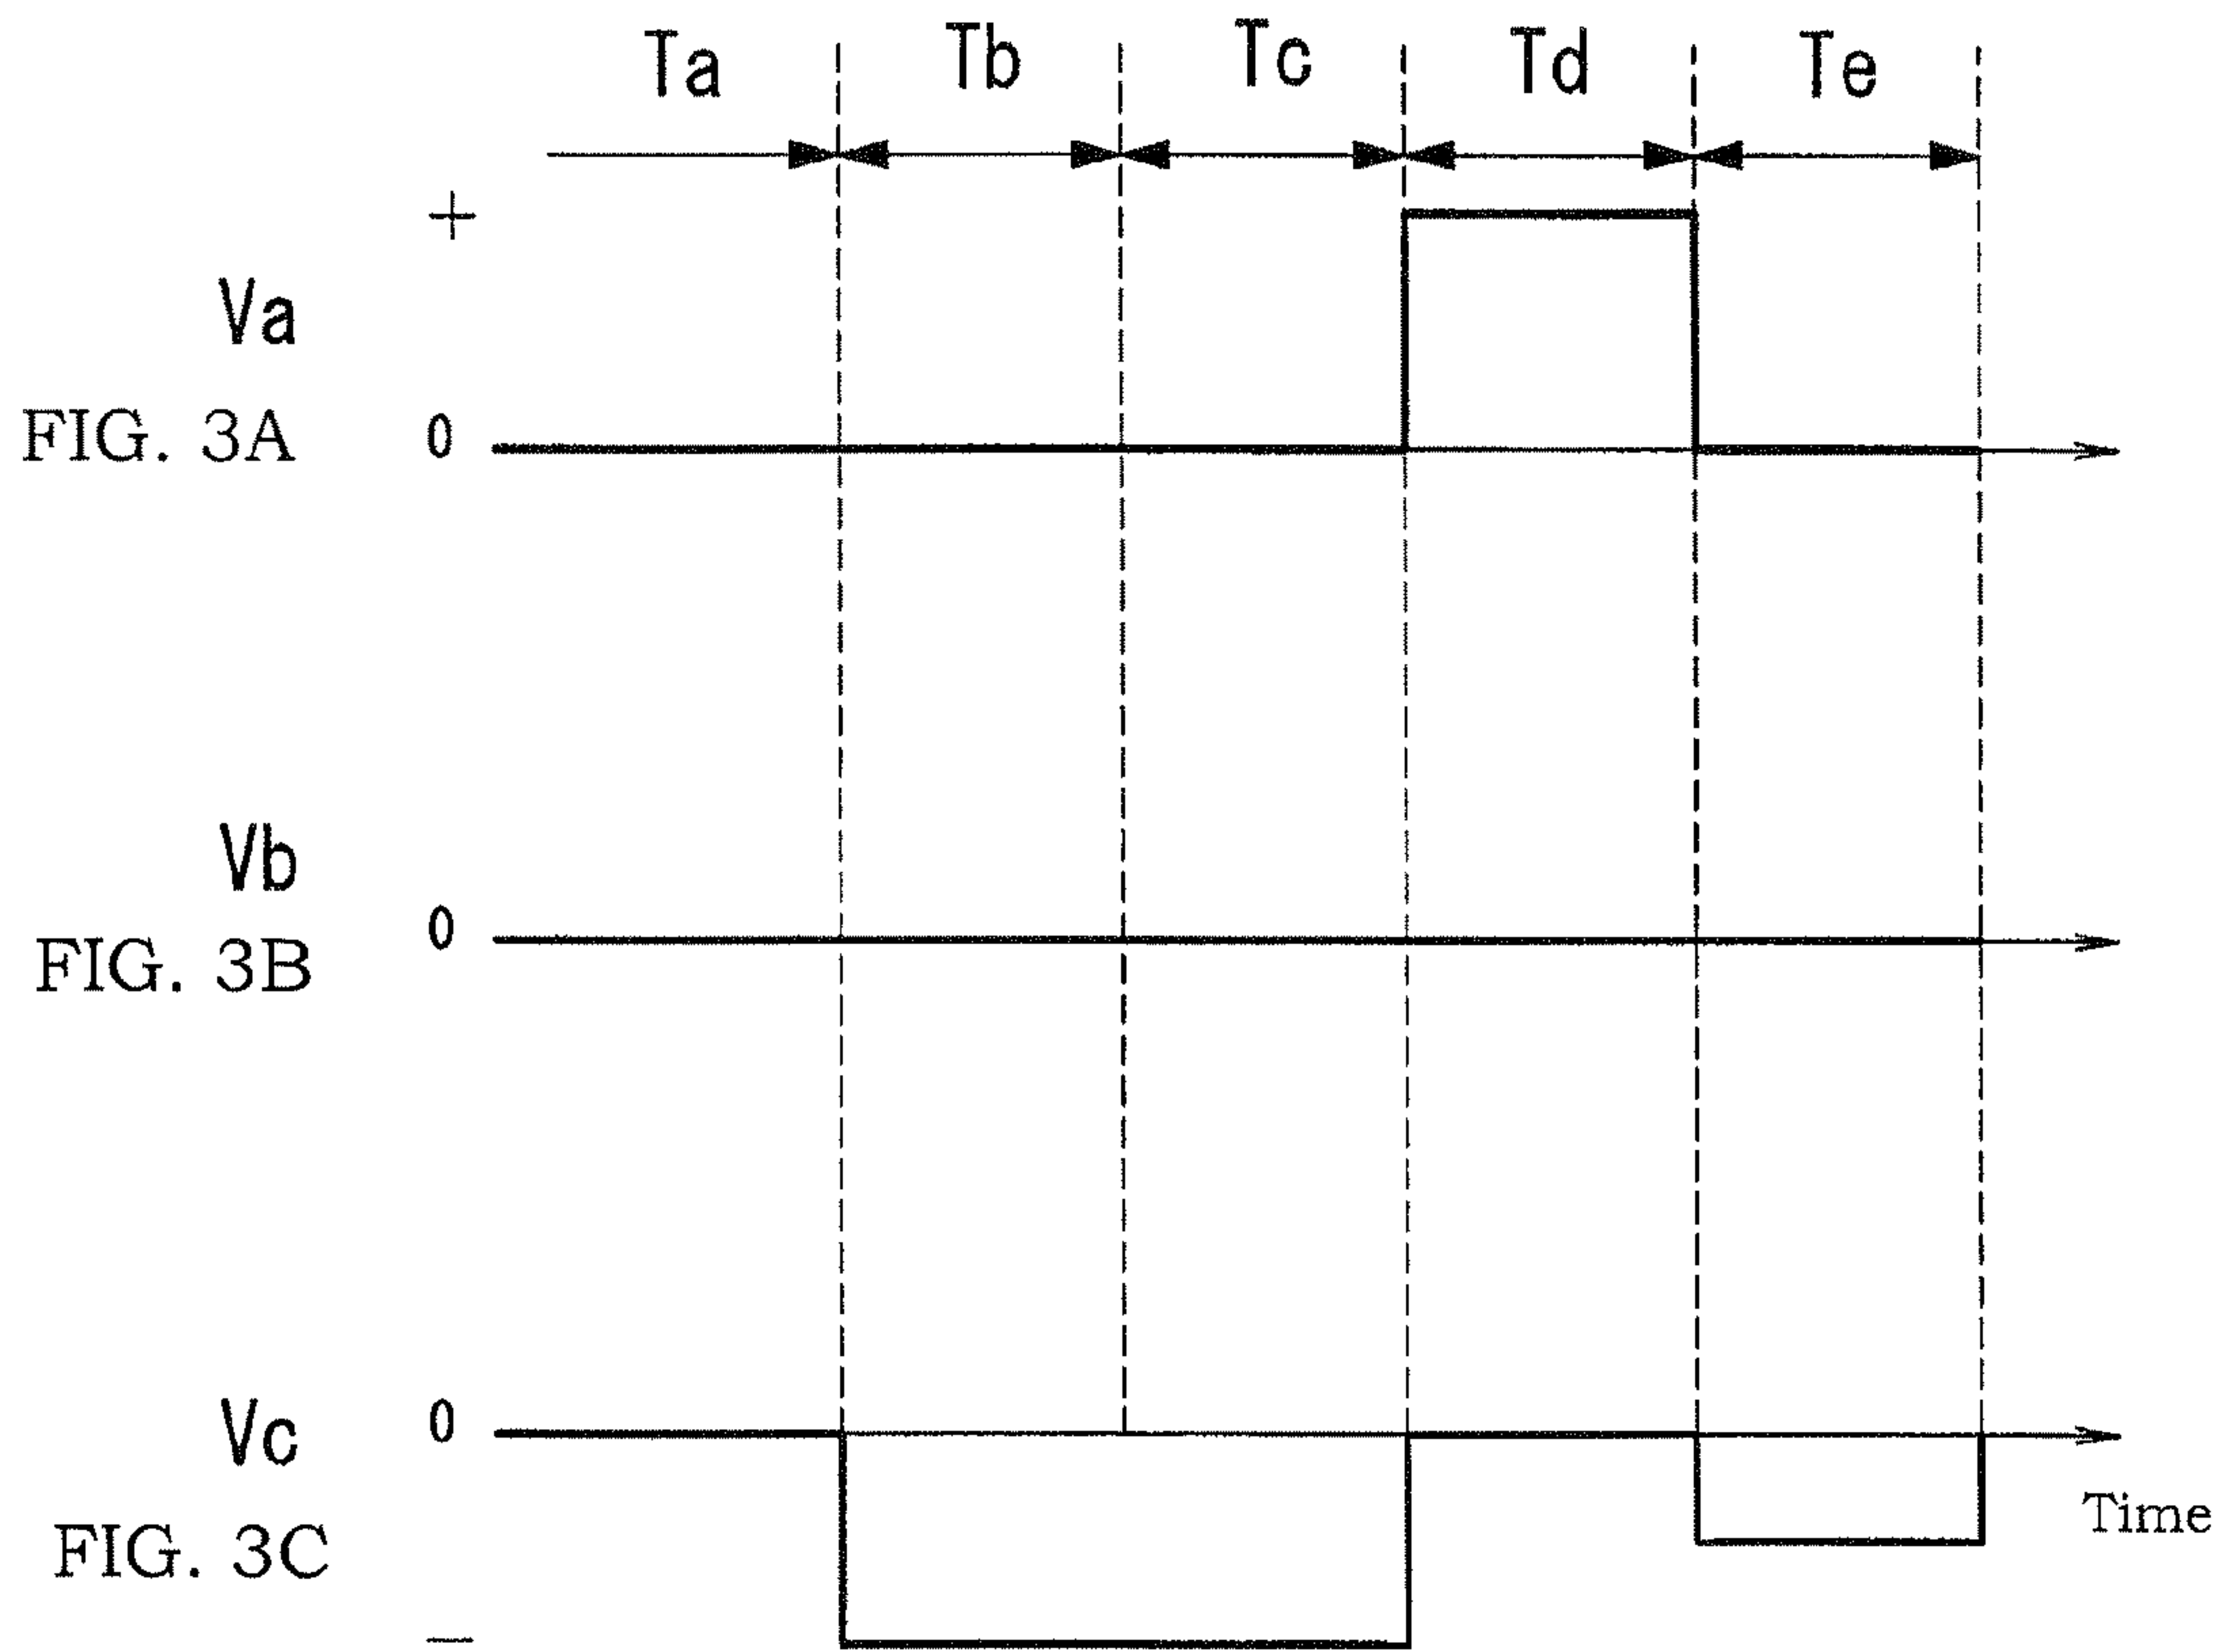 Ta Tb Tc Td Te
+
Va
FIG. 3A
0
Vb
FIG. 3B
0
Vc
FIG. 3C
0
Time
−